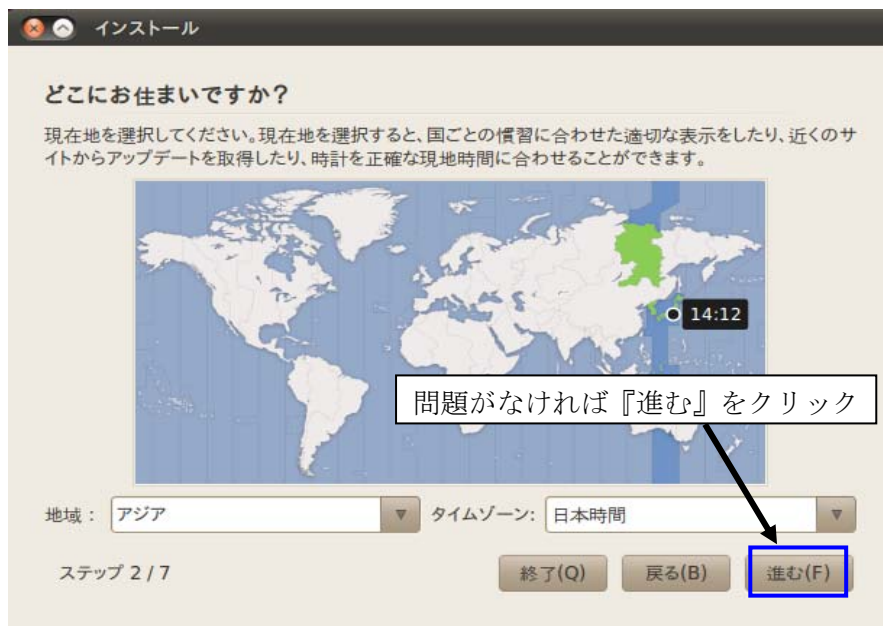 インストール
どこにお住まいですか？
現在地を選択してください。現在地を選択すると、国ごとの慣習に合わせた適切な表示をしたり、近くのサ
イトからアップデートを取得したり、時計を正確な現地時間に合わせることができます。
14:12
問題がなければ『進む』をクリック
地域： アジア タイムゾーン: 日本時間
ステップ 2 / 7 終了(Q) 戻る(B) 進む(F)